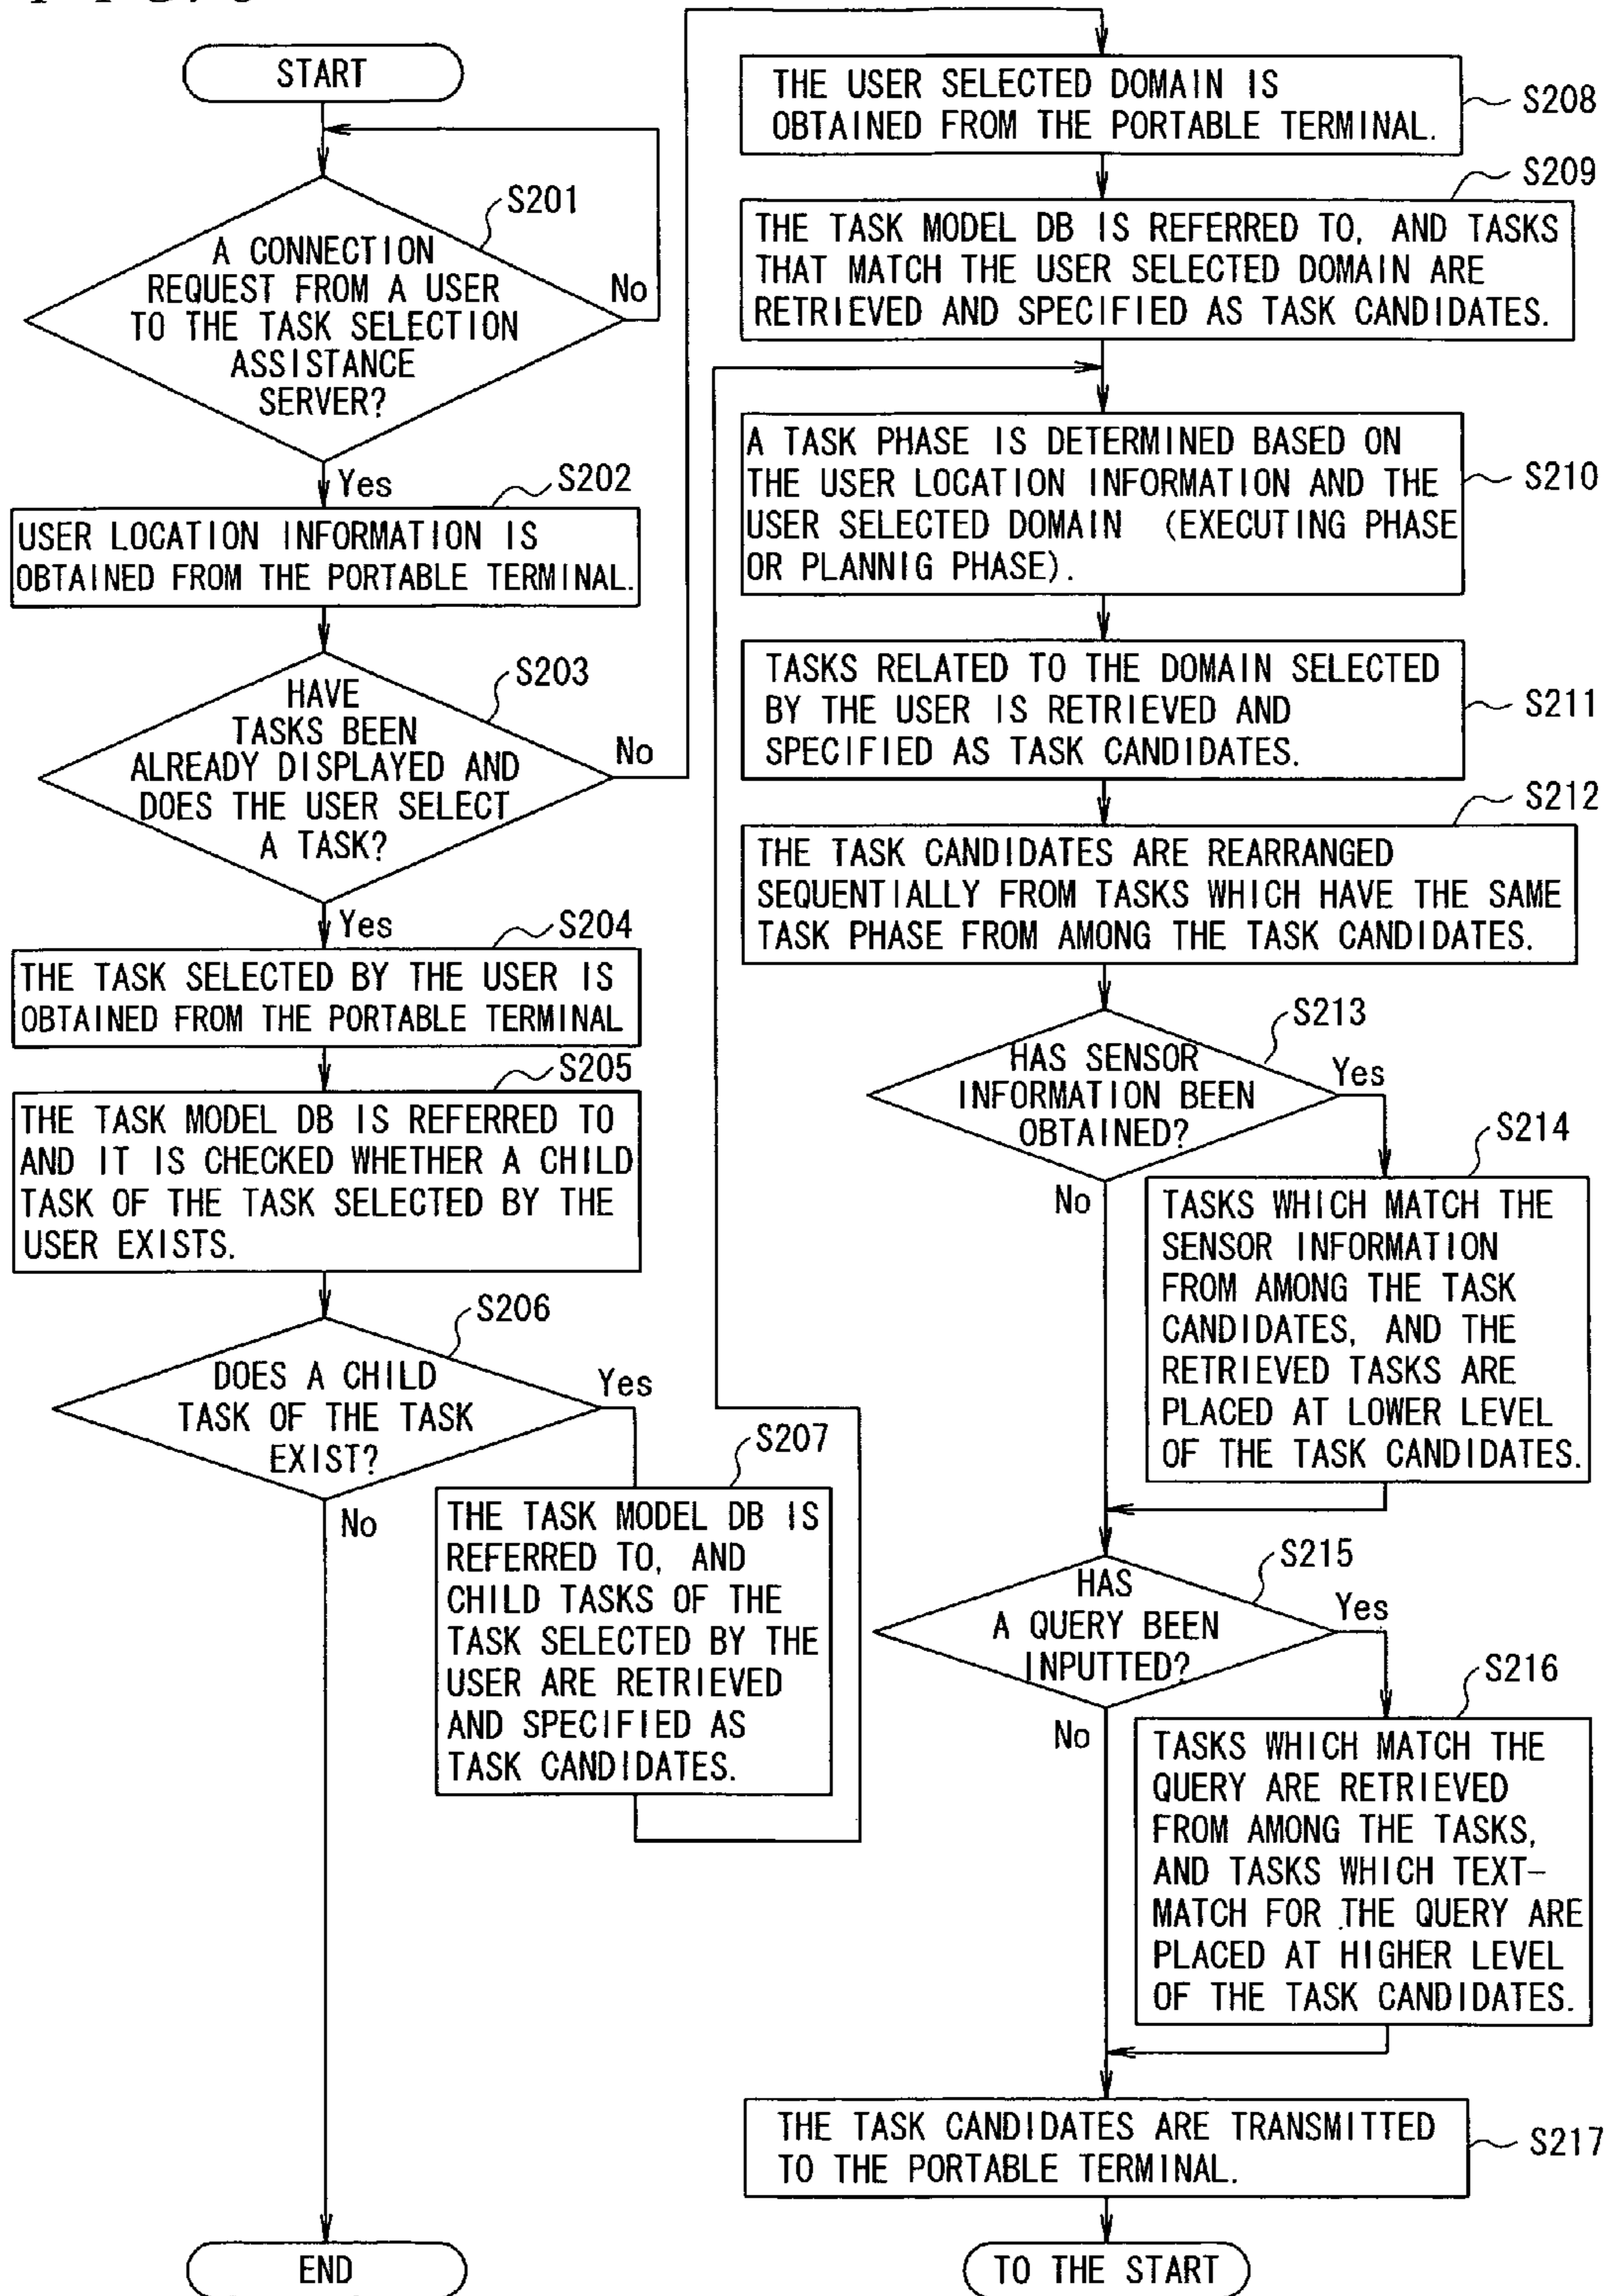 START
S201
A CONNECTION
REQUEST FROM A USER
TO THE TASK SELECTION
ASSISTANCE
SERVER?
No
Yes
S202
USER LOCATION INFORMATION IS
OBTAINED FROM THE PORTABLE TERMINAL.
S203
HAVE
TASKS BEEN
ALREADY DISPLAYED AND
DOES THE USER SELECT
A TASK?
No
Yes
S204
THE TASK SELECTED BY THE USER IS
OBTAINED FROM THE PORTABLE TERMINAL
S205
THE TASK MODEL DB IS REFERRED TO
AND IT IS CHECKED WHETHER A CHILD
TASK OF THE TASK SELECTED BY THE
USER EXISTS.
S206
DOES A CHILD
TASK OF THE TASK
EXIST?
Yes
No
S207
THE TASK MODEL DB IS
REFERRED TO, AND
CHILD TASKS OF THE
TASK SELECTED BY THE
USER ARE RETRIEVED
AND SPECIFIED AS
TASK CANDIDATES.
END
THE USER SELECTED DOMAIN IS
OBTAINED FROM THE PORTABLE TERMINAL.
S208
S209
THE TASK MODEL DB IS REFERRED TO, AND TASKS
THAT MATCH THE USER SELECTED DOMAIN ARE
RETRIEVED AND SPECIFIED AS TASK CANDIDATES.
A TASK PHASE IS DETERMINED BASED ON
THE USER LOCATION INFORMATION AND THE
USER SELECTED DOMAIN (EXECUTING PHASE
OR PLANNIG PHASE).
S210
TASKS RELATED TO THE DOMAIN SELECTED
BY THE USER IS RETRIEVED AND
SPECIFIED AS TASK CANDIDATES.
S211
S212
THE TASK CANDIDATES ARE REARRANGED
SEQUENTIALLY FROM TASKS WHICH HAVE THE SAME
TASK PHASE FROM AMONG THE TASK CANDIDATES.
S213
HAS SENSOR
INFORMATION BEEN
OBTAINED?
Yes
No
S214
TASKS WHICH MATCH THE
SENSOR INFORMATION
FROM AMONG THE TASK
CANDIDATES, AND THE
RETRIEVED TASKS ARE
PLACED AT LOWER LEVEL
OF THE TASK CANDIDATES.
S215
HAS
A QUERY BEEN
INPUTTED?
Yes
No
S216
TASKS WHICH MATCH THE
QUERY ARE RETRIEVED
FROM AMONG THE TASKS,
AND TASKS WHICH TEXT-
MATCH FOR THE QUERY ARE
PLACED AT HIGHER LEVEL
OF THE TASK CANDIDATES.
THE TASK CANDIDATES ARE TRANSMITTED
TO THE PORTABLE TERMINAL.
S217
TO THE START